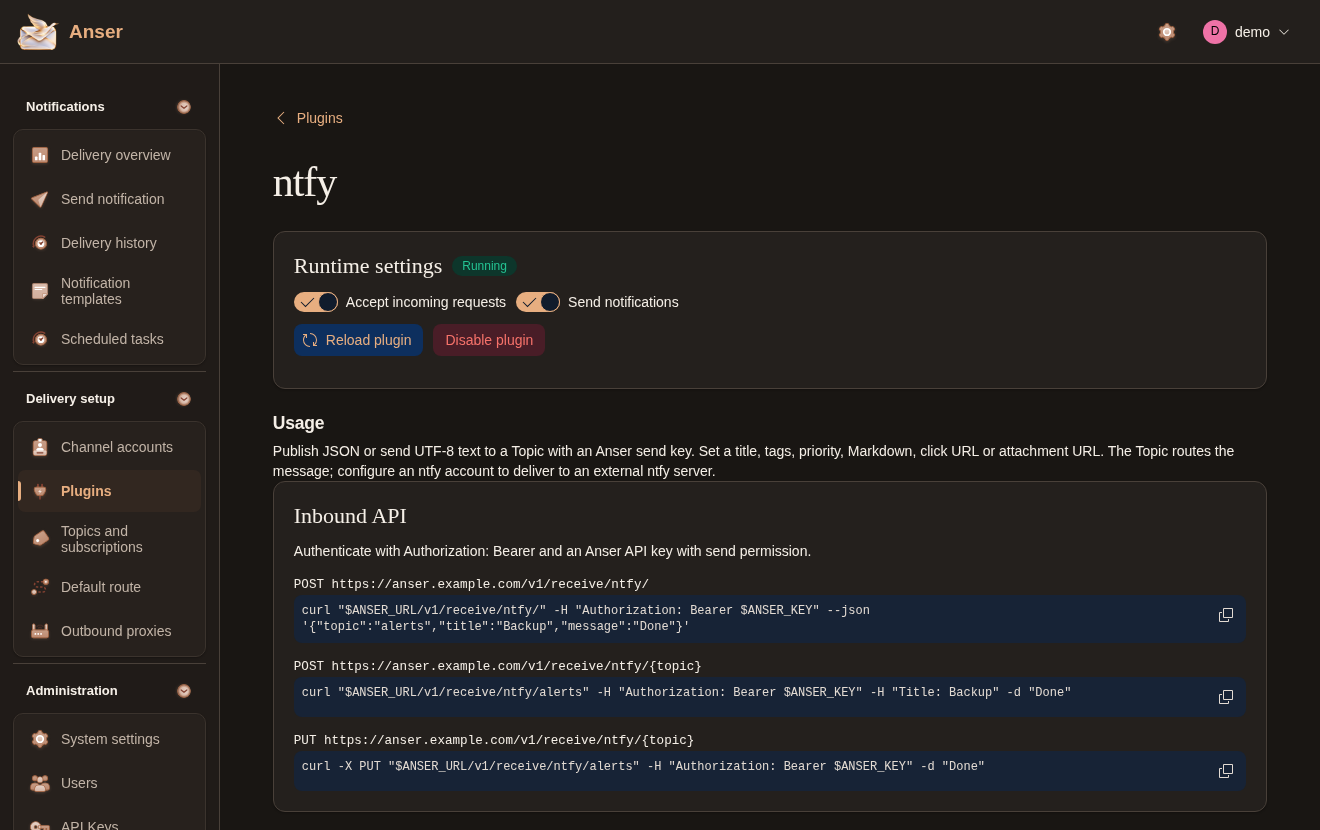 Anser
D demo
Notifications
Delivery overview
Send notification
Delivery history
Notification
templates
Scheduled tasks
Delivery setup
Channel accounts
Plugins
Topics and
subscriptions
Default route
Outbound proxies
Administration
System settings
Users
API Keys
Plugins
ntfy
Runtime settings Running
Accept incoming requests Send notifications
Reload plugin Disable plugin
Usage
Publish JSON or send UTF-8 text to a Topic with an Anser send key. Set a title, tags, priority, Markdown, click URL or attachment URL. The Topic routes the
message; configure an ntfy account to deliver to an external ntfy server.
Inbound API
Authenticate with Authorization: Bearer and an Anser API key with send permission.
POST https://anser.example.com/v1/receive/ntfy/
curl "$ANSER_URL/v1/receive/ntfy/" -H "Authorization: Bearer $ANSER_KEY" --json
'{"topic":"alerts","title":"Backup","message":"Done"}'
POST https://anser.example.com/v1/receive/ntfy/{topic}
curl "$ANSER_URL/v1/receive/ntfy/alerts" -H "Authorization: Bearer $ANSER_KEY" -H "Title: Backup" -d "Done"
PUT https://anser.example.com/v1/receive/ntfy/{topic}
curl -X PUT "$ANSER_URL/v1/receive/ntfy/alerts" -H "Authorization: Bearer $ANSER_KEY" -d "Done"